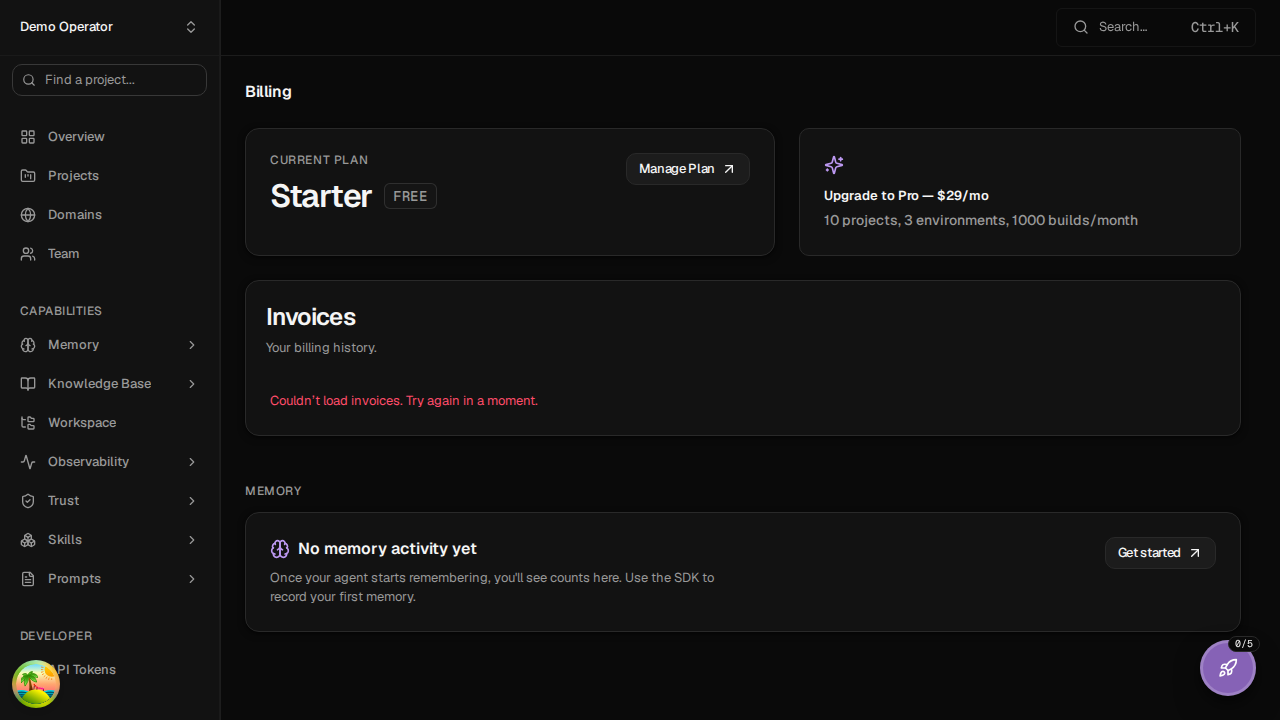 Demo Operator
Search...
Ctrl+K
Find a project...
Overview
Projects
Domains
Team
CAPABILITIES
Memory
Knowledge Base
Workspace
Observability
Trust
Skills
Prompts
DEVELOPER
API Tokens
Billing
CURRENT PLAN
Starter FREE
Manage Plan
Upgrade to Pro — $29/mo
10 projects, 3 environments, 1000 builds/month
Invoices
Your billing history.
Couldn't load invoices. Try again in a moment.
MEMORY
No memory activity yet
Once your agent starts remembering, you'll see counts here. Use the SDK to
record your first memory.
Get started
0/5